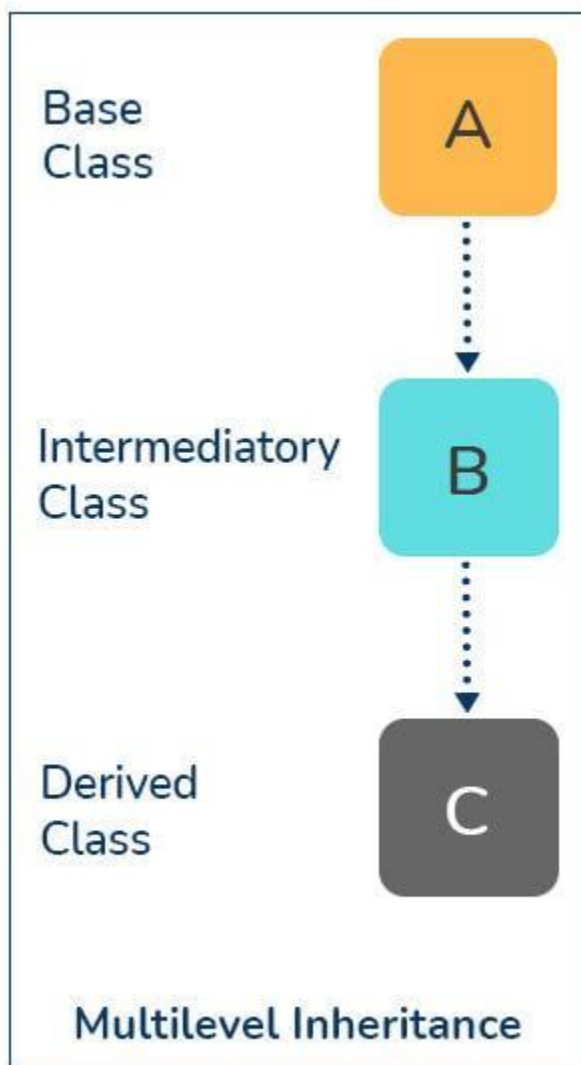 Base
Class
A
Intermediatory
Class
B
Derived
Class
C
Multilevel Inheritance